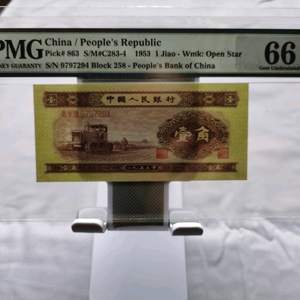 PMG
China / People's Republic
Pick# 863 S/M#C283-4 1953 1 Jiao - Wmk: Open Star
S/N 9797294 Block 258 - People's Bank of China
66
中國人民銀行
壹角